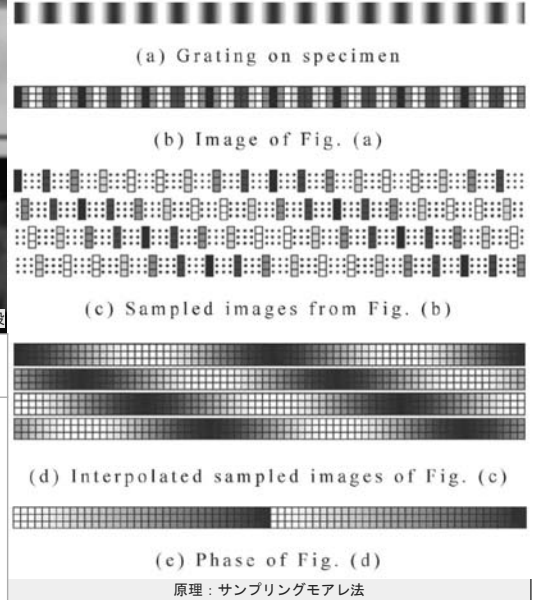 (a) Grating on specimen
(b) Image of Fig. (a)
(c) Sampled images from Fig. (b)
(d) Interpolated sampled images of Fig. (c)
(e) Phase of Fig. (d)
原理：サンプリングモアレ法